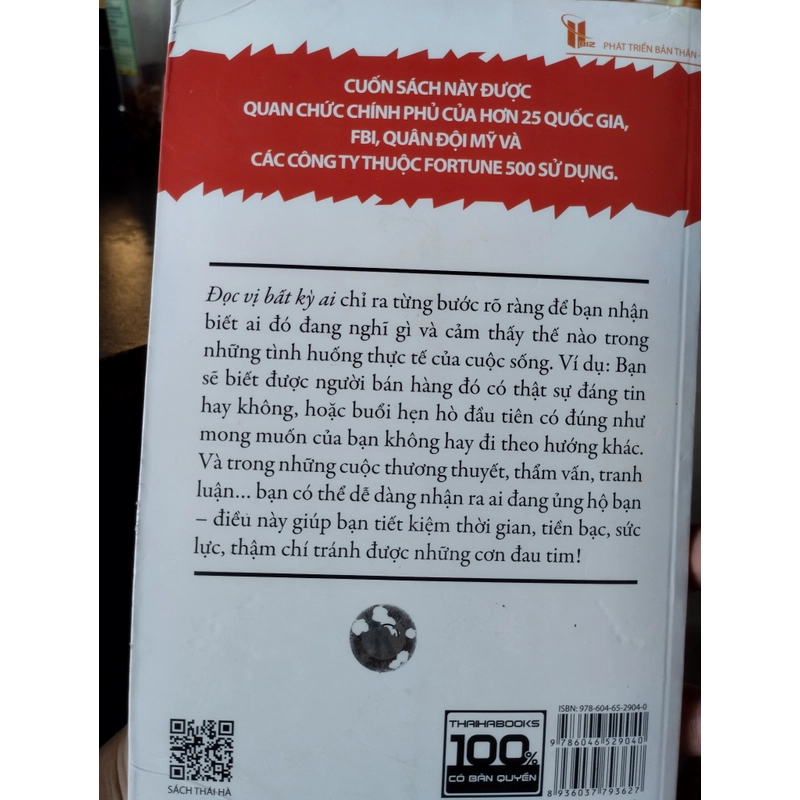 BIZ
PHÁT TRIỂN BẢN THÂN
CUỐN SÁCH NÀY ĐƯỢC
QUAN CHỨC CHÍNH PHỦ CỦA HƠN 25 QUỐC GIA,
FBI, QUÂN ĐỘI MỸ VÀ
CÁC CÔNG TY THUỘC FORTUNE 500 SỬ DỤNG.
Đọc vị bất kỳ ai chỉ ra từng bước rõ ràng để bạn nhận
biết ai đó đang nghĩ gì và cảm thấy thế nào trong
những tình huống thực tế của cuộc sống. Ví dụ: Bạn
sẽ biết được người bán hàng đó có thật sự đáng tin
hay không, hoặc buổi hẹn hò đầu tiên có đúng như
mong muốn của bạn không hay đi theo hướng khác.
Và trong những cuộc thương thuyết, thẩm vấn, tranh
luận... bạn có thể dễ dàng nhận ra ai đang ủng hộ bạn
– điều này giúp bạn tiết kiệm thời gian, tiền bạc, sức
lực, thậm chí tránh được những cơn đau tim!
SÁCH THÁI HÀ
THAIHABOOKS
100%
CÓ BẢN QUYỀN
ISBN: 978-604-65-2904-0
9 786046 529040
8 936037 793627